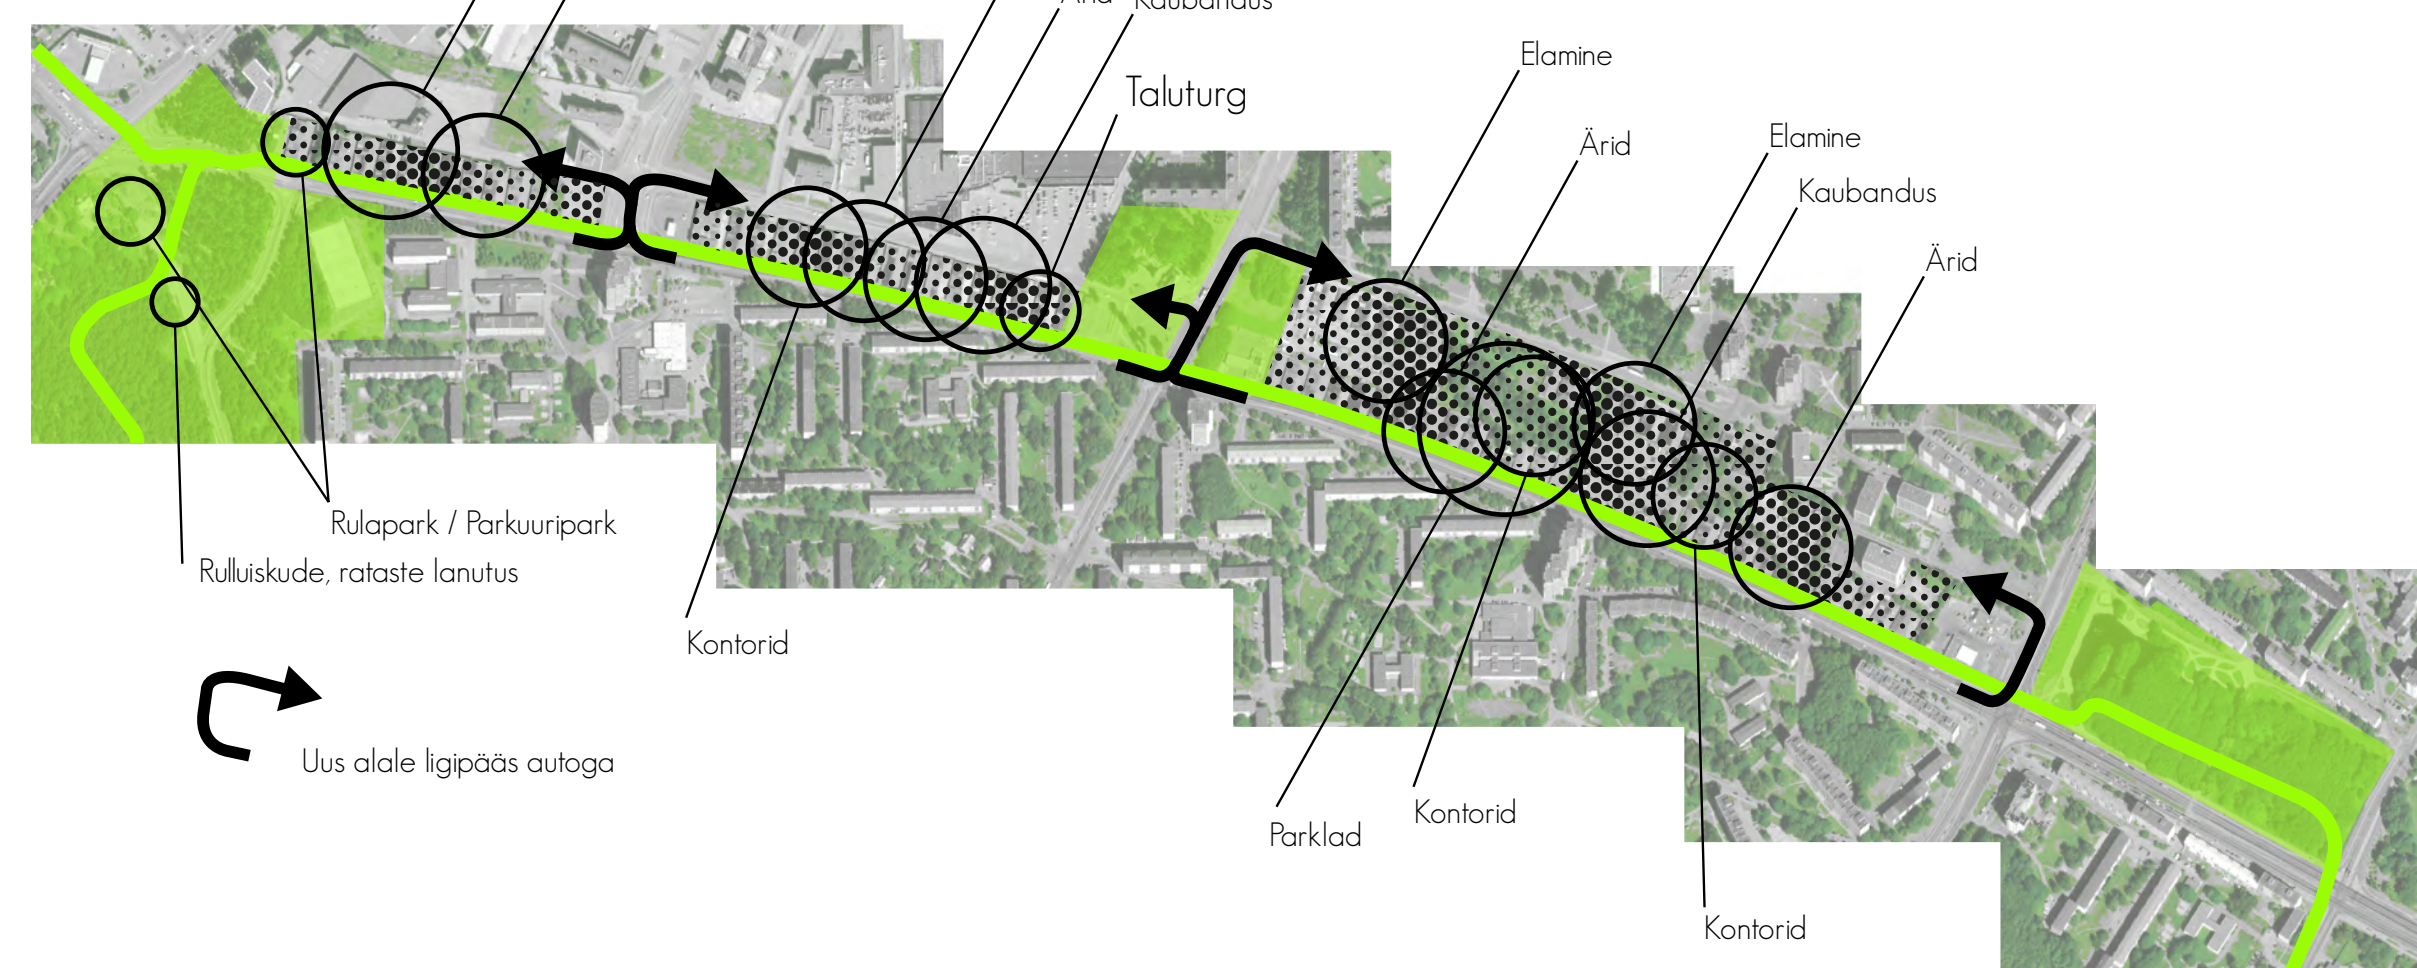 Kaubandus
Taluturg
Elamine
Ärid
Elamine
Kaubandus
Ärid
Rulapark / Parkuuripark
Rulluiskude, rataste lanutus
Kontorid
Uus alale ligipääs autoga
Kontorid
Parklad
Kontorid